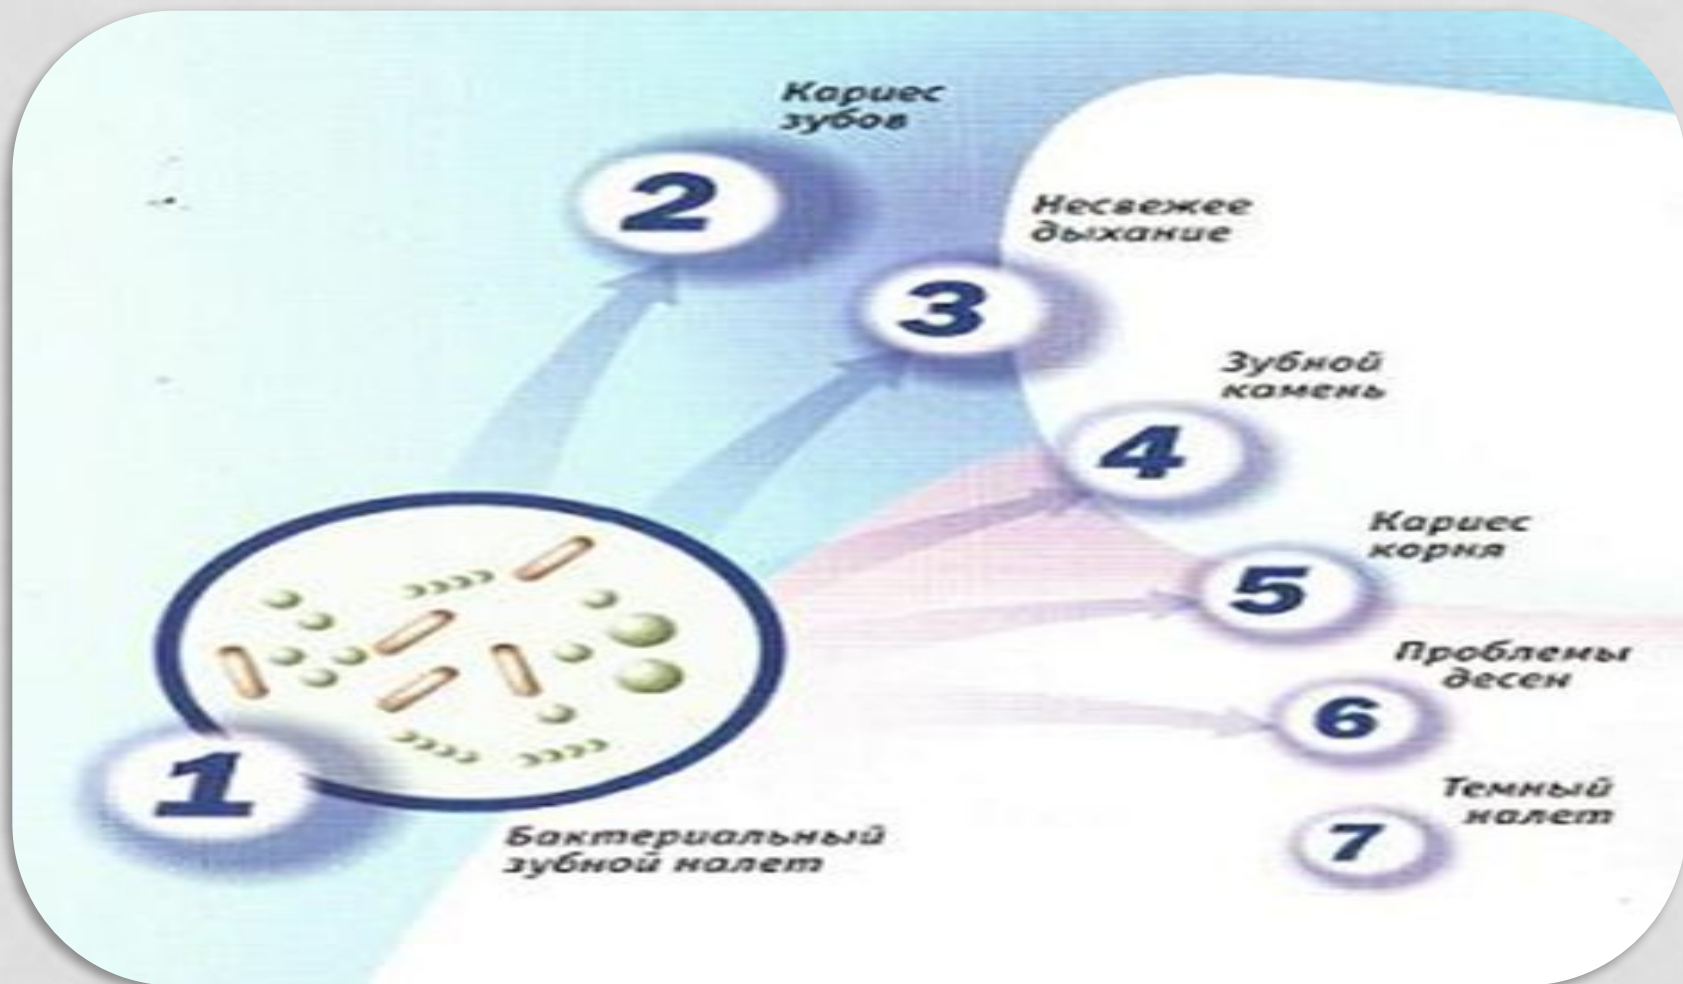 Кариес
зубов
2
Несвежее
дыхание
3
Зубной
камень
4
Кариес
корня
5
Проблемы
десен
6
Темный
налет
7
1
Бактериальный
зубной налет